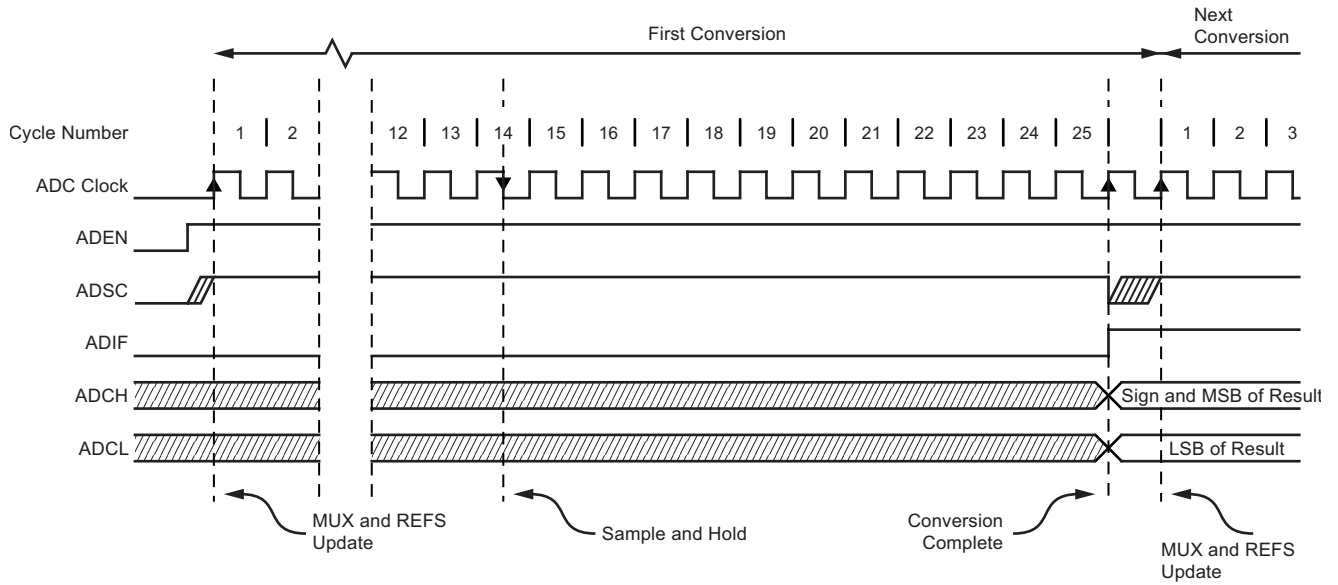 First Conversion
Next
Conversion
Cycle Number 1 2 12 13 14 15 16 17 18 19 20 21 22 23 24 25 1 2 3
ADC Clock
ADEN
ADSC
ADIF
ADCH Sign and MSB of Result
ADCL LSB of Result
MUX and REFS
Update
Sample and Hold
Conversion
Complete
MUX and REFS
Update